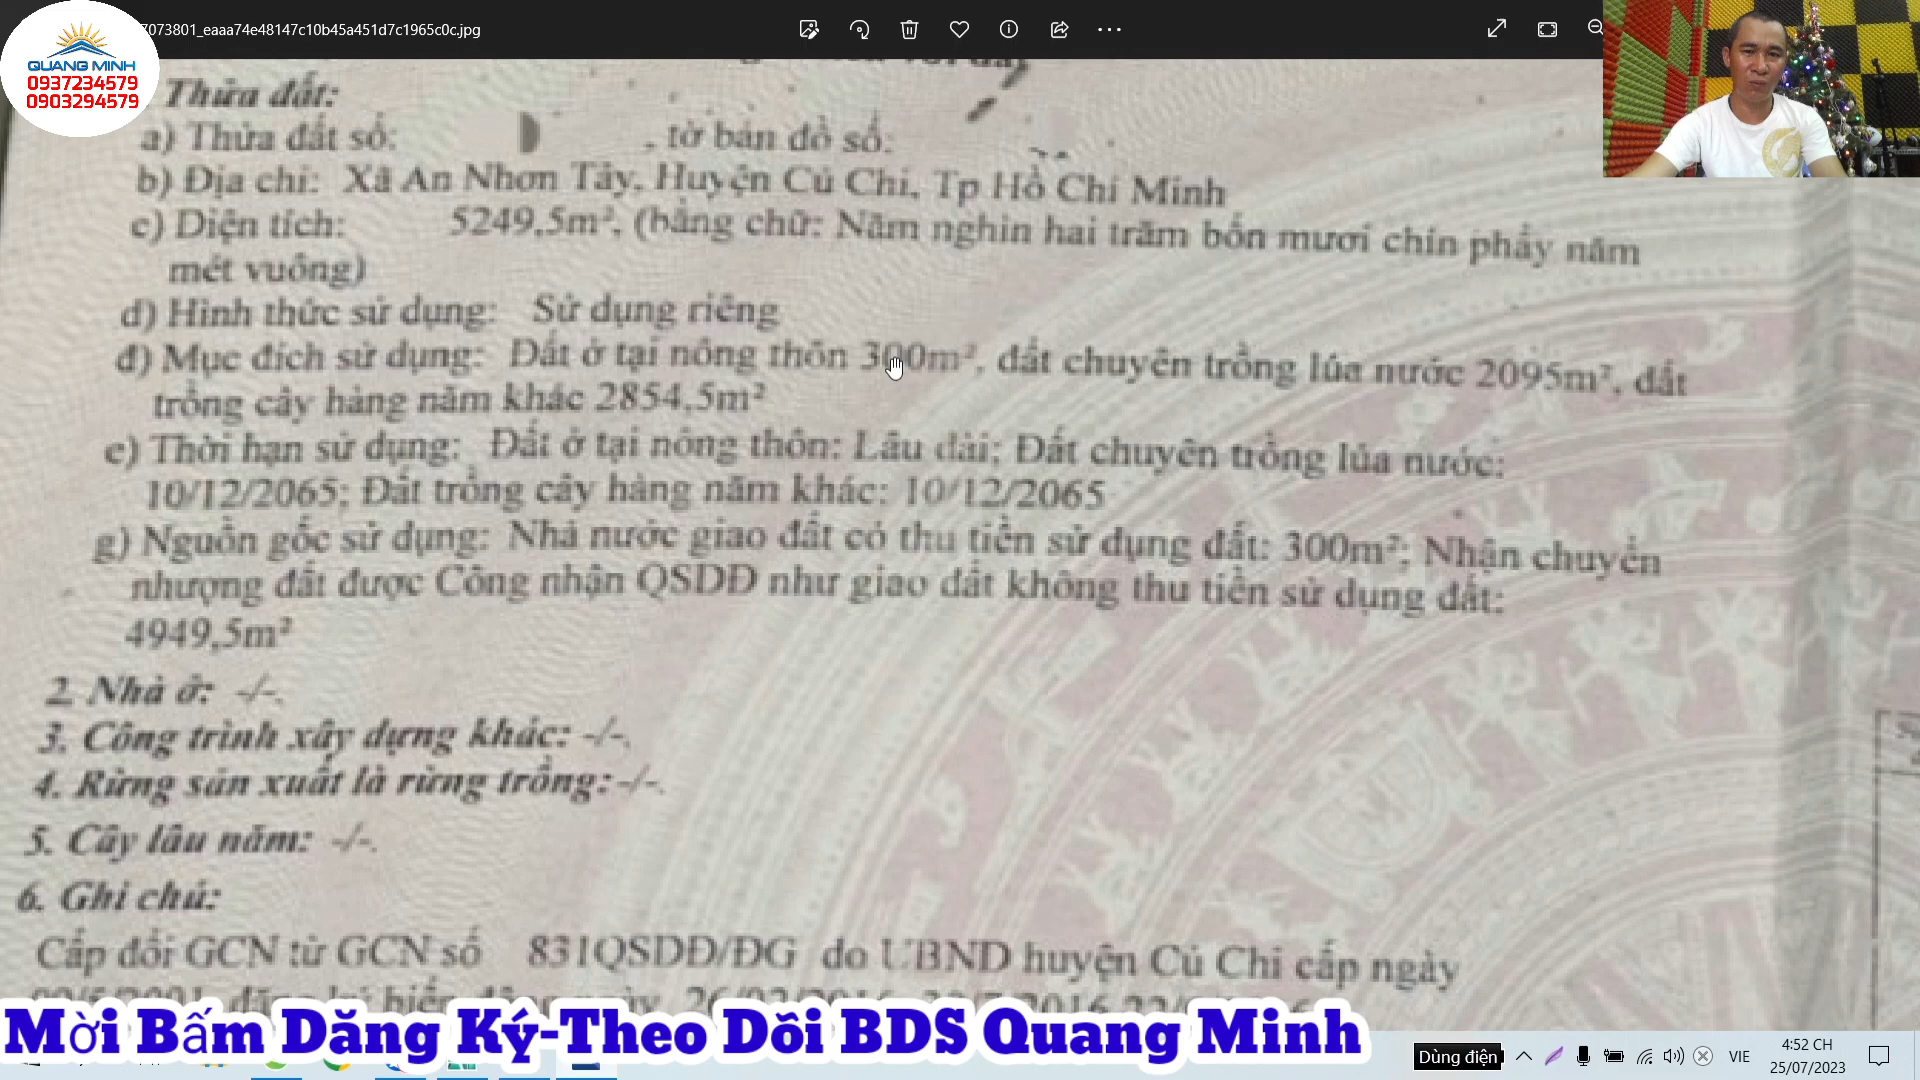 7073801_eaaa74e48147c10b45a451d7c1965c0c.jpg
QUANG MINH
0937234579
0903294579
Thửa đất:
a) Thửa đất số: , tờ bản đồ số:
b) Địa chỉ: Xã An Nhơn Tây, Huyện Củ Chi, Tp Hồ Chí Minh
c) Diện tích: 5249,5m², (bằng chữ: Năm nghìn hai trăm bốn mươi chín phẩy năm
mét vuông)
d) Hình thức sử dụng: Sử dụng riêng
đ) Mục đích sử dụng: Đất ở tại nông thôn 300m², đất chuyên trồng lúa nước 2095m², đất
trồng cây hàng năm khác 2854,5m²
e) Thời hạn sử dụng: Đất ở tại nông thôn: Lâu dài; Đất chuyên trồng lúa nước:
10/12/2065; Đất trồng cây hàng năm khác: 10/12/2065
g) Nguồn gốc sử dụng: Nhà nước giao đất có thu tiền sử dụng đất: 300m²; Nhận chuyển
nhượng đất được Công nhận QSDĐ như giao đất không thu tiền sử dụng đất:
4949,5m²
2. Nhà ở: -/-.
3. Công trình xây dựng khác: -/-.
4. Rừng sản xuất là rừng trồng: -/-.
5. Cây lâu năm: -/-.
6. Ghi chú:
Cấp đổi GCN từ GCN số 831QSDĐ/ĐG do UBND huyện Củ Chi cấp ngày
Mời Bấm Dăng Ký-Theo Dõi BDS Quang Minh
Dùng điện
VIE
4:52 CH
25/07/2023